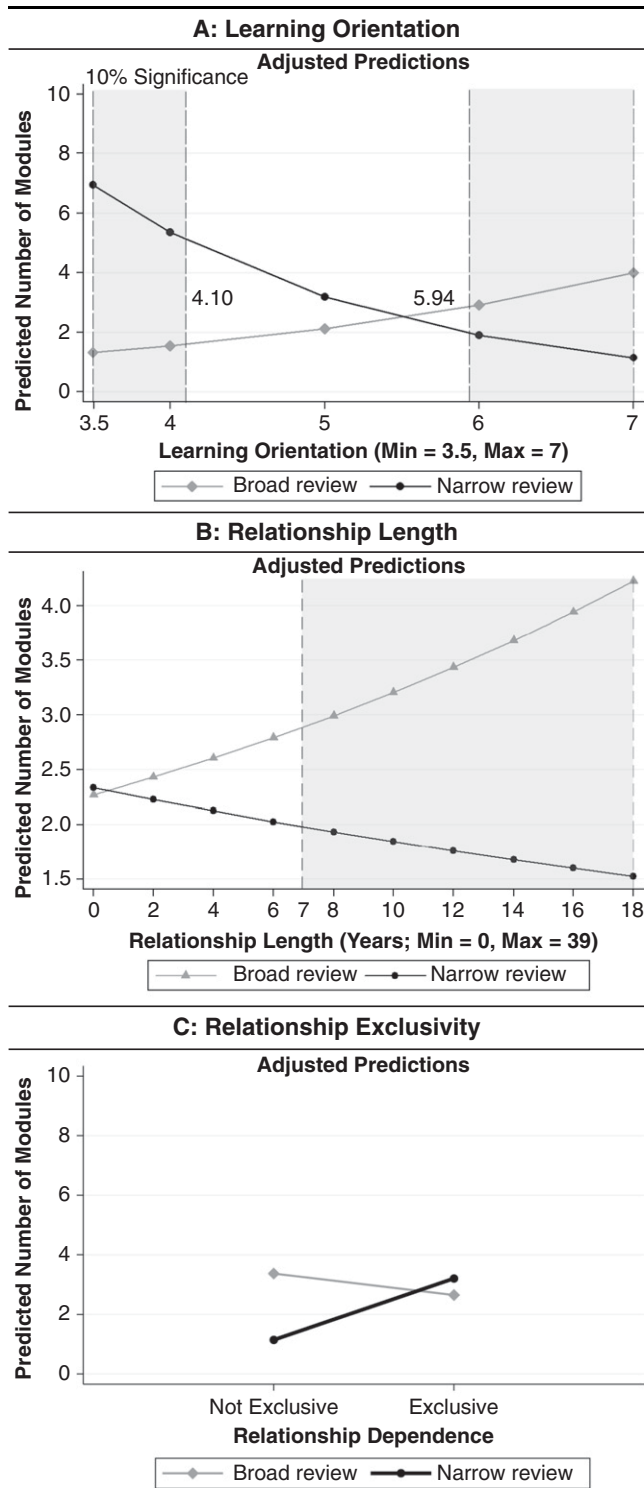 A: Learning Orientation
Adjusted Predictions
10% Significance
Predicted Number of Modules
10
8
6
4
2
0
4.10
5.94
3.5 4 5 6 7
Learning Orientation (Min = 3.5, Max = 7)
Broad review Narrow review
B: Relationship Length
Adjusted Predictions
Predicted Number of Modules
4.0
3.5
3.0
2.5
2.0
1.5
0 2 4 6 7 8 10 12 14 16 18
Relationship Length (Years; Min = 0, Max = 39)
Broad review Narrow review
C: Relationship Exclusivity
Adjusted Predictions
Predicted Number of Modules
10
8
6
4
2
0
Not Exclusive Exclusive
Relationship Dependence
Broad review Narrow review